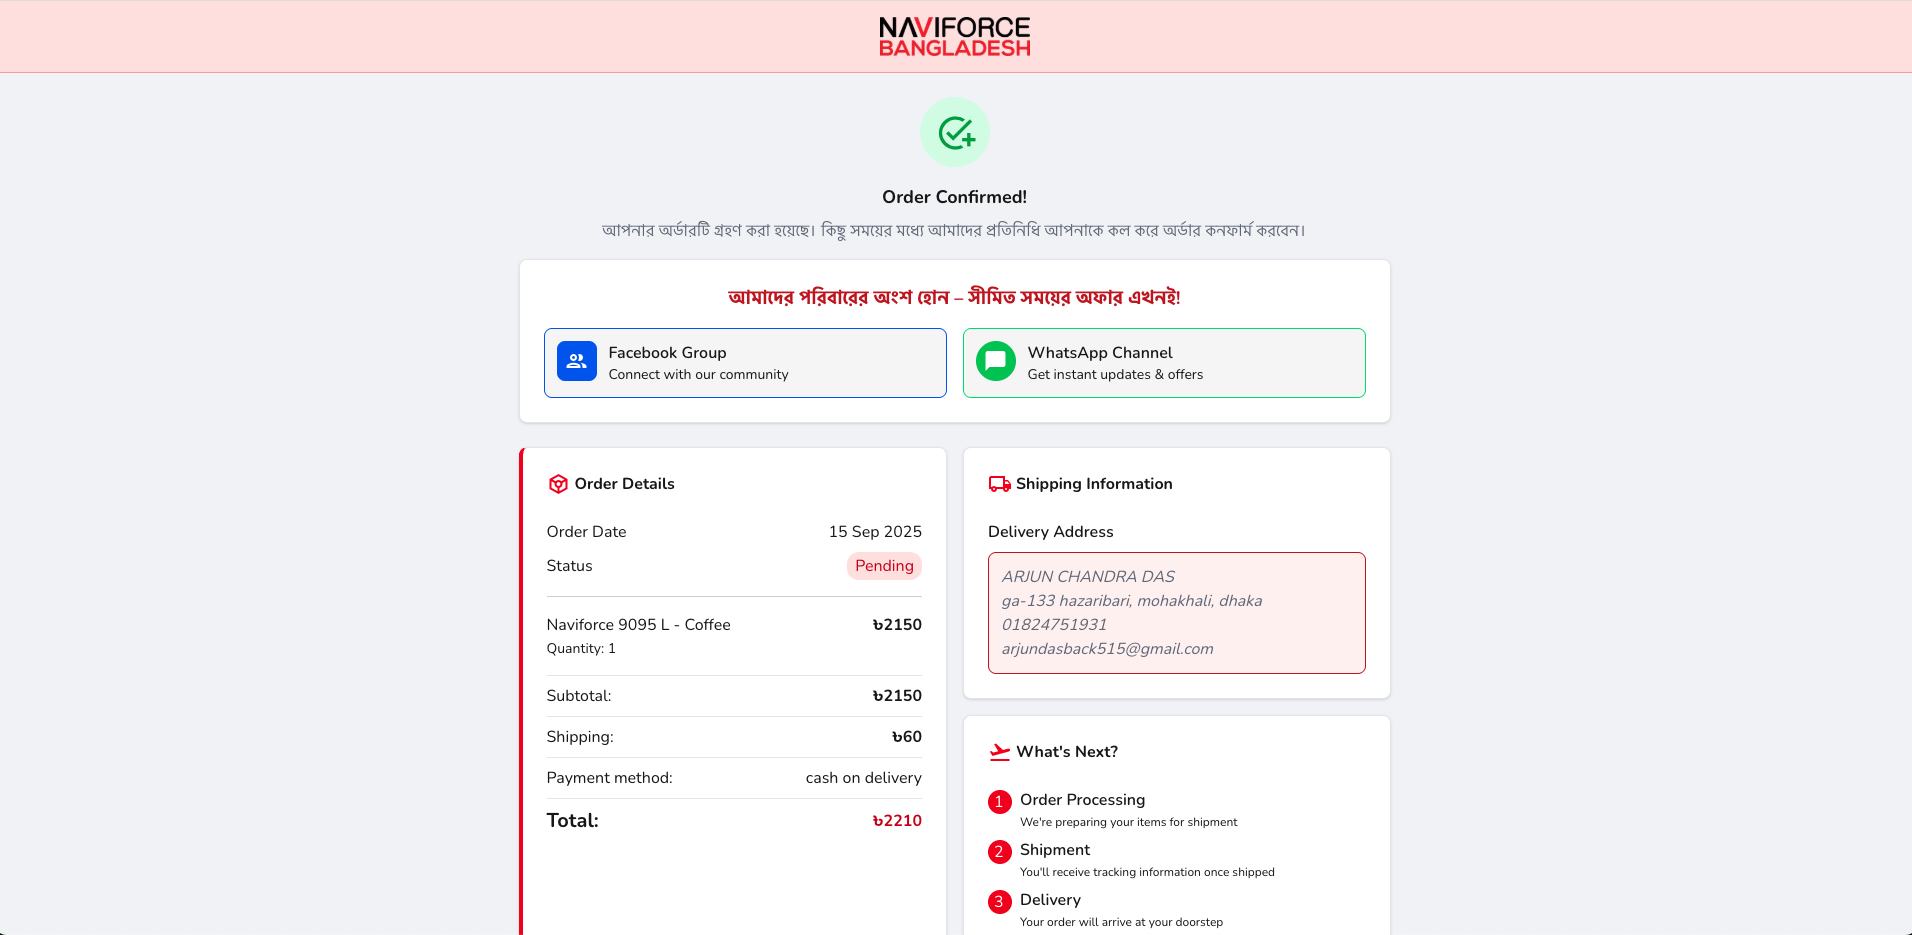 NAVIFORCE
BANGLADESH
Order Confirmed!
আপনার অর্ডারটি গ্রহণ করা হয়েছে। কিছু সময়ের মধ্যে আমাদের প্রতিনিধি আপনাকে কল করে অর্ডার কনফার্ম করবেন।
আমাদের পরিবারের অংশ হোন – সীমিত সময়ের অফার এখনই!
Facebook Group
Connect with our community
WhatsApp Channel
Get instant updates & offers
Order Details
Order Date 15 Sep 2025
Status Pending
Naviforce 9095 L - Coffee ৳2150
Quantity: 1
Subtotal: ৳2150
Shipping: ৳60
Payment method: cash on delivery
Total: ৳2210
Shipping Information
Delivery Address
ARJUN CHANDRA DAS
ga-133 hazaribari, mohakhali, dhaka
01824751931
arjundasback515@gmail.com
What's Next?
1 Order Processing
We're preparing your items for shipment
2 Shipment
You'll receive tracking information once shipped
3 Delivery
Your order will arrive at your doorstep